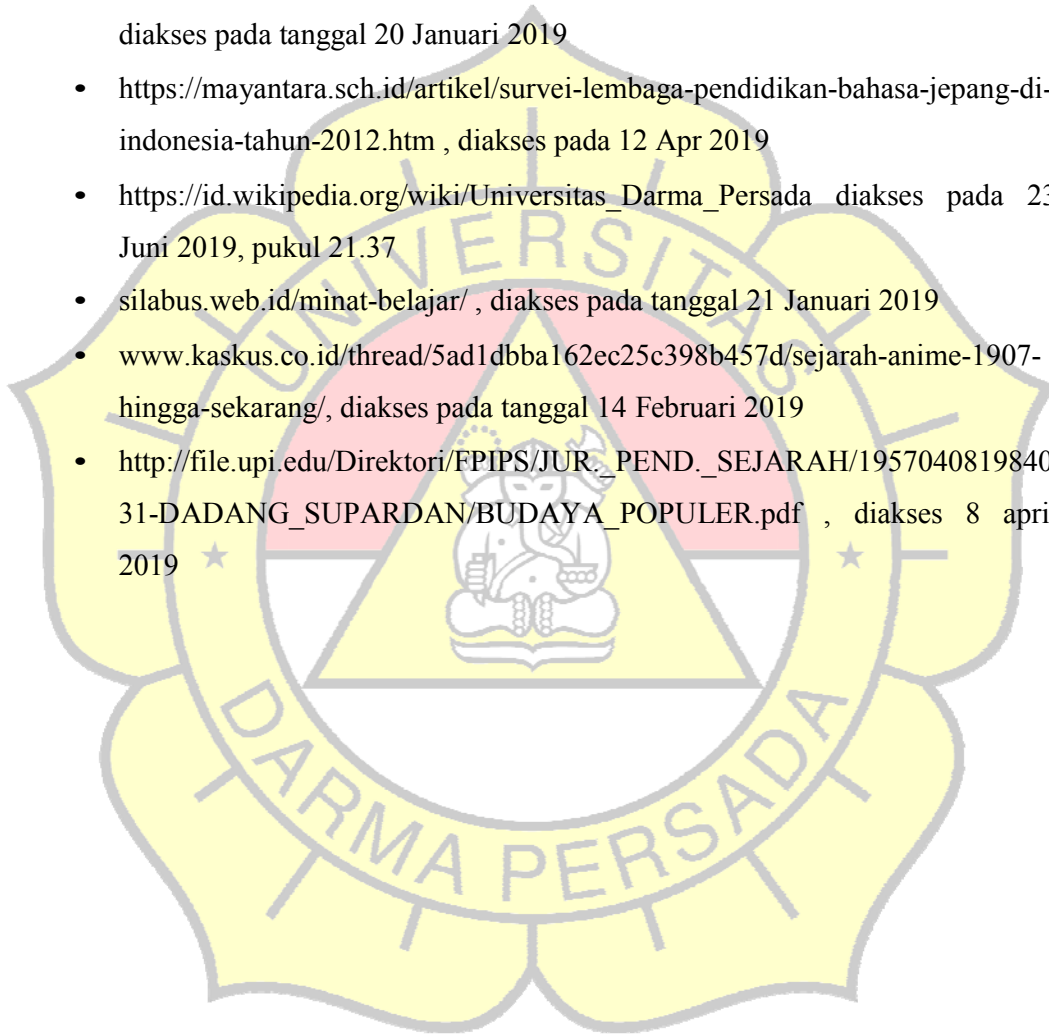 diakses pada tanggal 20 Januari 2019
• https://mayantara.sch.id/artikel/survei-lembaga-pendidikan-bahasa-jepang-di-
indonesia-tahun-2012.htm , diakses pada 12 Apr 2019
• https://id.wikipedia.org/wiki/Universitas_Darma_Persada diakses pada 23
Juni 2019, pukul 21.37
• silabus.web.id/minat-belajar/ , diakses pada tanggal 21 Januari 2019
• www.kaskus.co.id/thread/5ad1dbba162ec25c398b457d/sejarah-anime-1907-
hingga-sekarang/, diakses pada tanggal 14 Februari 2019
• http://file.upi.edu/Direktori/FPIPS/JUR._PEND._SEJARAH/1957040819840
31-DADANG_SUPARDAN/BUDAYA_POPULER.pdf , diakses 8 apri
2019
UNIVERSITAS
DARMA PERSADA